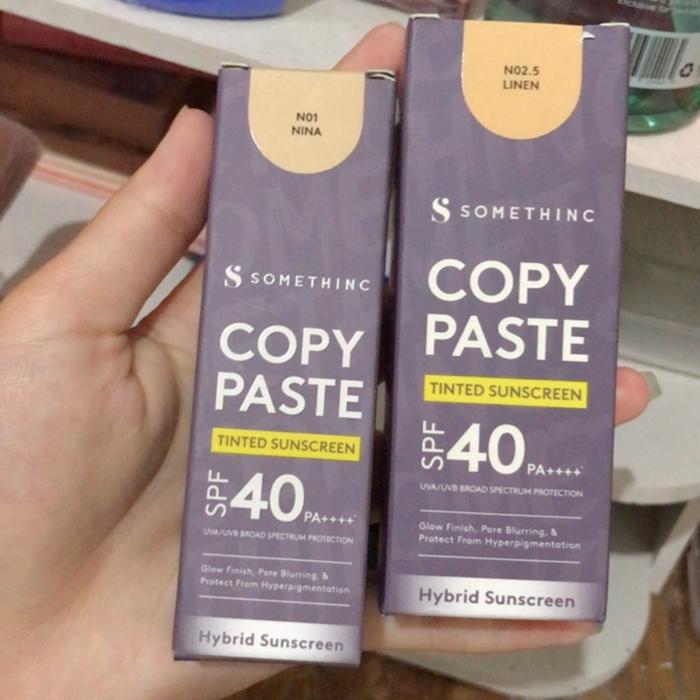 N01
NINA
SOMETHINC
COPY
PASTE
TINTED SUNSCREEN
SPF 40 PA++++
UVA/UVB BROAD SPECTRUM PROTECTION
Glow Finish, Pore Blurring, &
Protect From Hyperpigmentation
Hybrid Sunscreen
N02.5
LINEN
SOMETHINC
COPY
PASTE
TINTED SUNSCREEN
SPF 40 PA++++
UVA/UVB BROAD SPECTRUM PROTECTION
Glow Finish, Pore Blurring, &
Protect From Hyperpigmentation
Hybrid Sunscreen